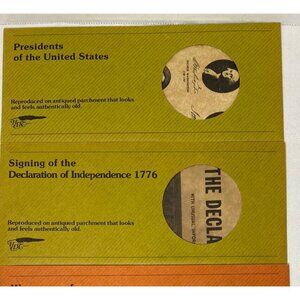 Presidents
of the United States
Reproduced on antiqued parchment that looks
and feels authentically old.
Signing of the
Declaration of Independence 1776
THE DECLA
Reproduced on antiqued parchment that looks
and feels authentically old.